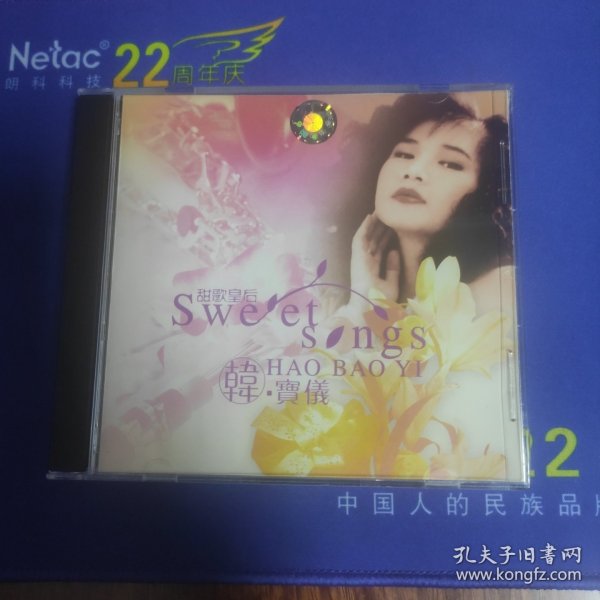 Netac®
朗科科技
22周年庆
甜歌皇后
Sweet
songs
HAO BAO YI
韓·寶儀
22
中国人的民族品牌
孔夫子旧书网
www.kongfz.com